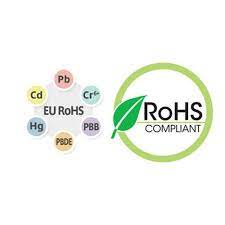 Pb
Cd
Cr⁶⁺
EU RoHS
Hg
PBB
PBDE
RoHS
COMPLIANT